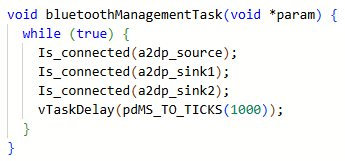 void bluetoothManagementTask(void *param) {
  while (true) {
    Is_connected(a2dp_source);
    Is_connected(a2dp_sink1);
    Is_connected(a2dp_sink2);
    vTaskDelay(pdMS_TO_TICKS(1000));
  }
}